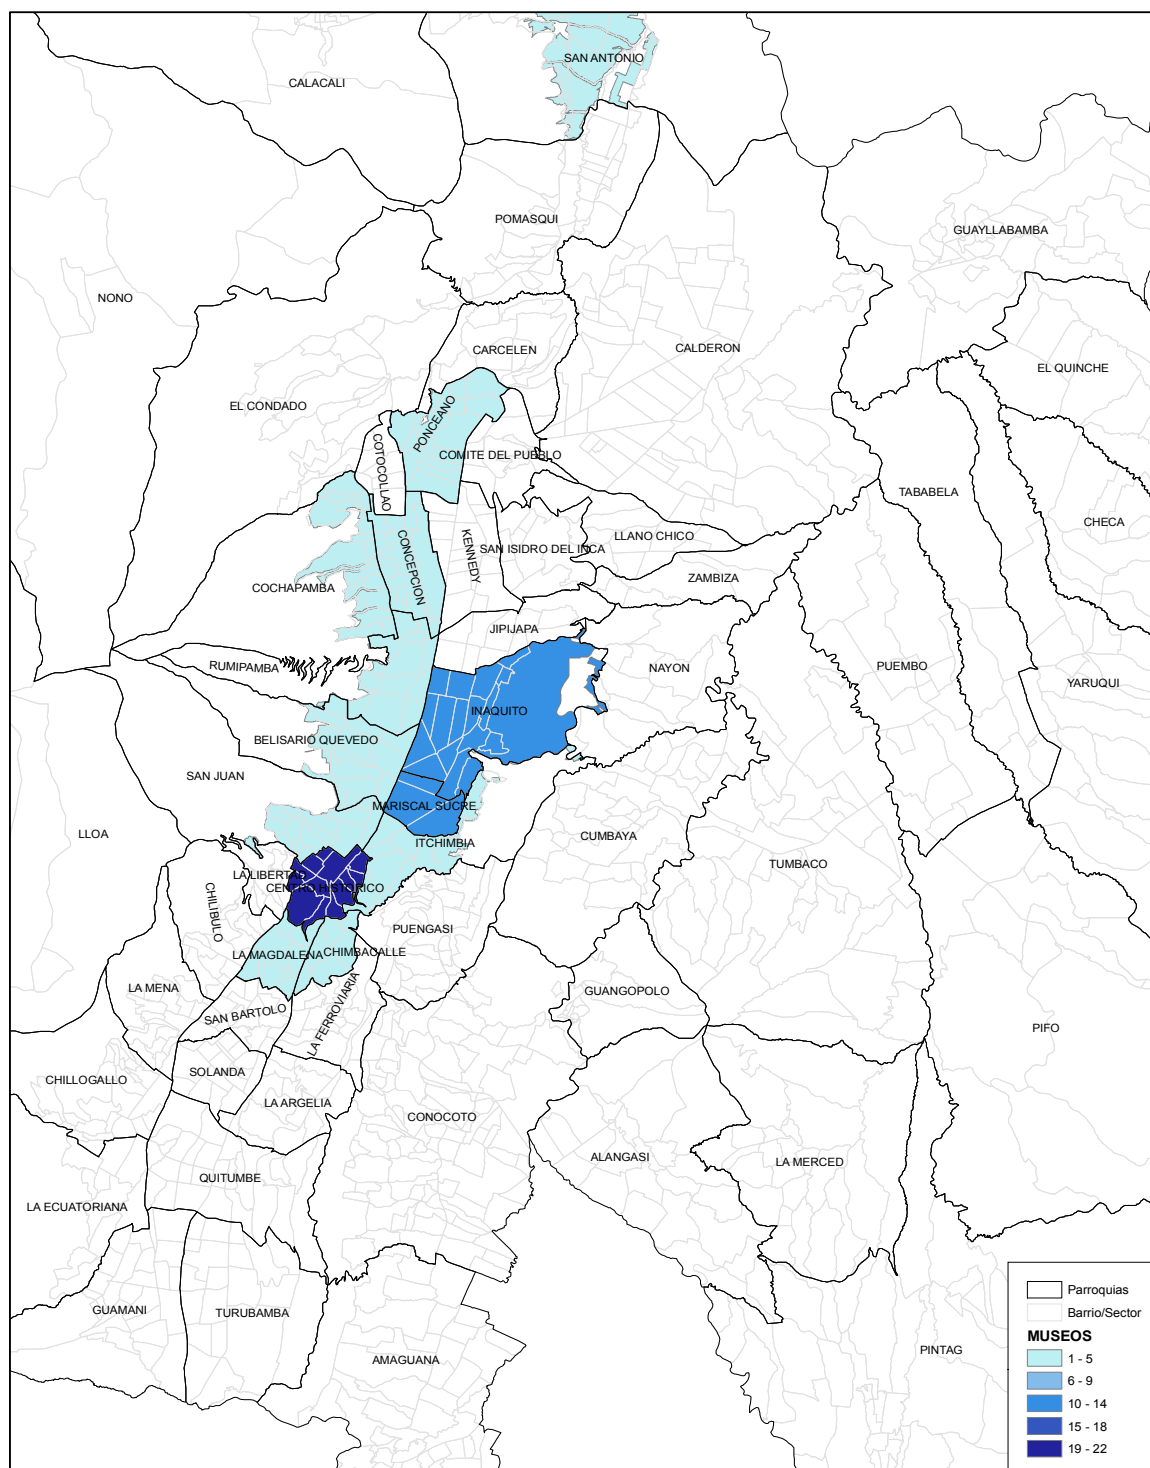 SAN ANTONIO
CALACALI
POMASQUI
GUAYLLABAMBA
NONO
CARCELEN
CALDERON
EL QUINCHE
EL CONDADO
PONCEANO
COTOCOLLAO
COMITE DEL PUEBLO
TABABELA
CHECA
LLANO CHICO
KENNEDY
SAN ISIDRO DEL INCA
CONCEPCION
ZAMBIZA
COCHAPAMBA
JIPIJAPA
RUMIPAMBA
NAYON
PUEMBO
YARUQUI
INAQUITO
BELISARIO QUEVEDO
SAN JUAN
MARISCAL SUCRE
LLOA
CUMBAYA
ITCHIMBIA
TUMBACO
LA LIBERTAD
CENTRO HISTORICO
CHILIBULO
PUENGASI
LA MAGDALENA
CHIMBACALLE
LA MENA
GUANGOPOLO
SAN BARTOLO
LA FERROVIARIA
PIFO
SOLANDA
CHILLOGALLO
LA ARGELIA
CONOCOTO
ALANGASI
LA MERCED
QUITUMBE
LA ECUATORIANA
GUAMANI
TURUBAMBA
AMAGUANA
PINTAG
Parroquias
Barrio/Sector
MUSEOS
1 - 5
6 - 9
10 - 14
15 - 18
19 - 22